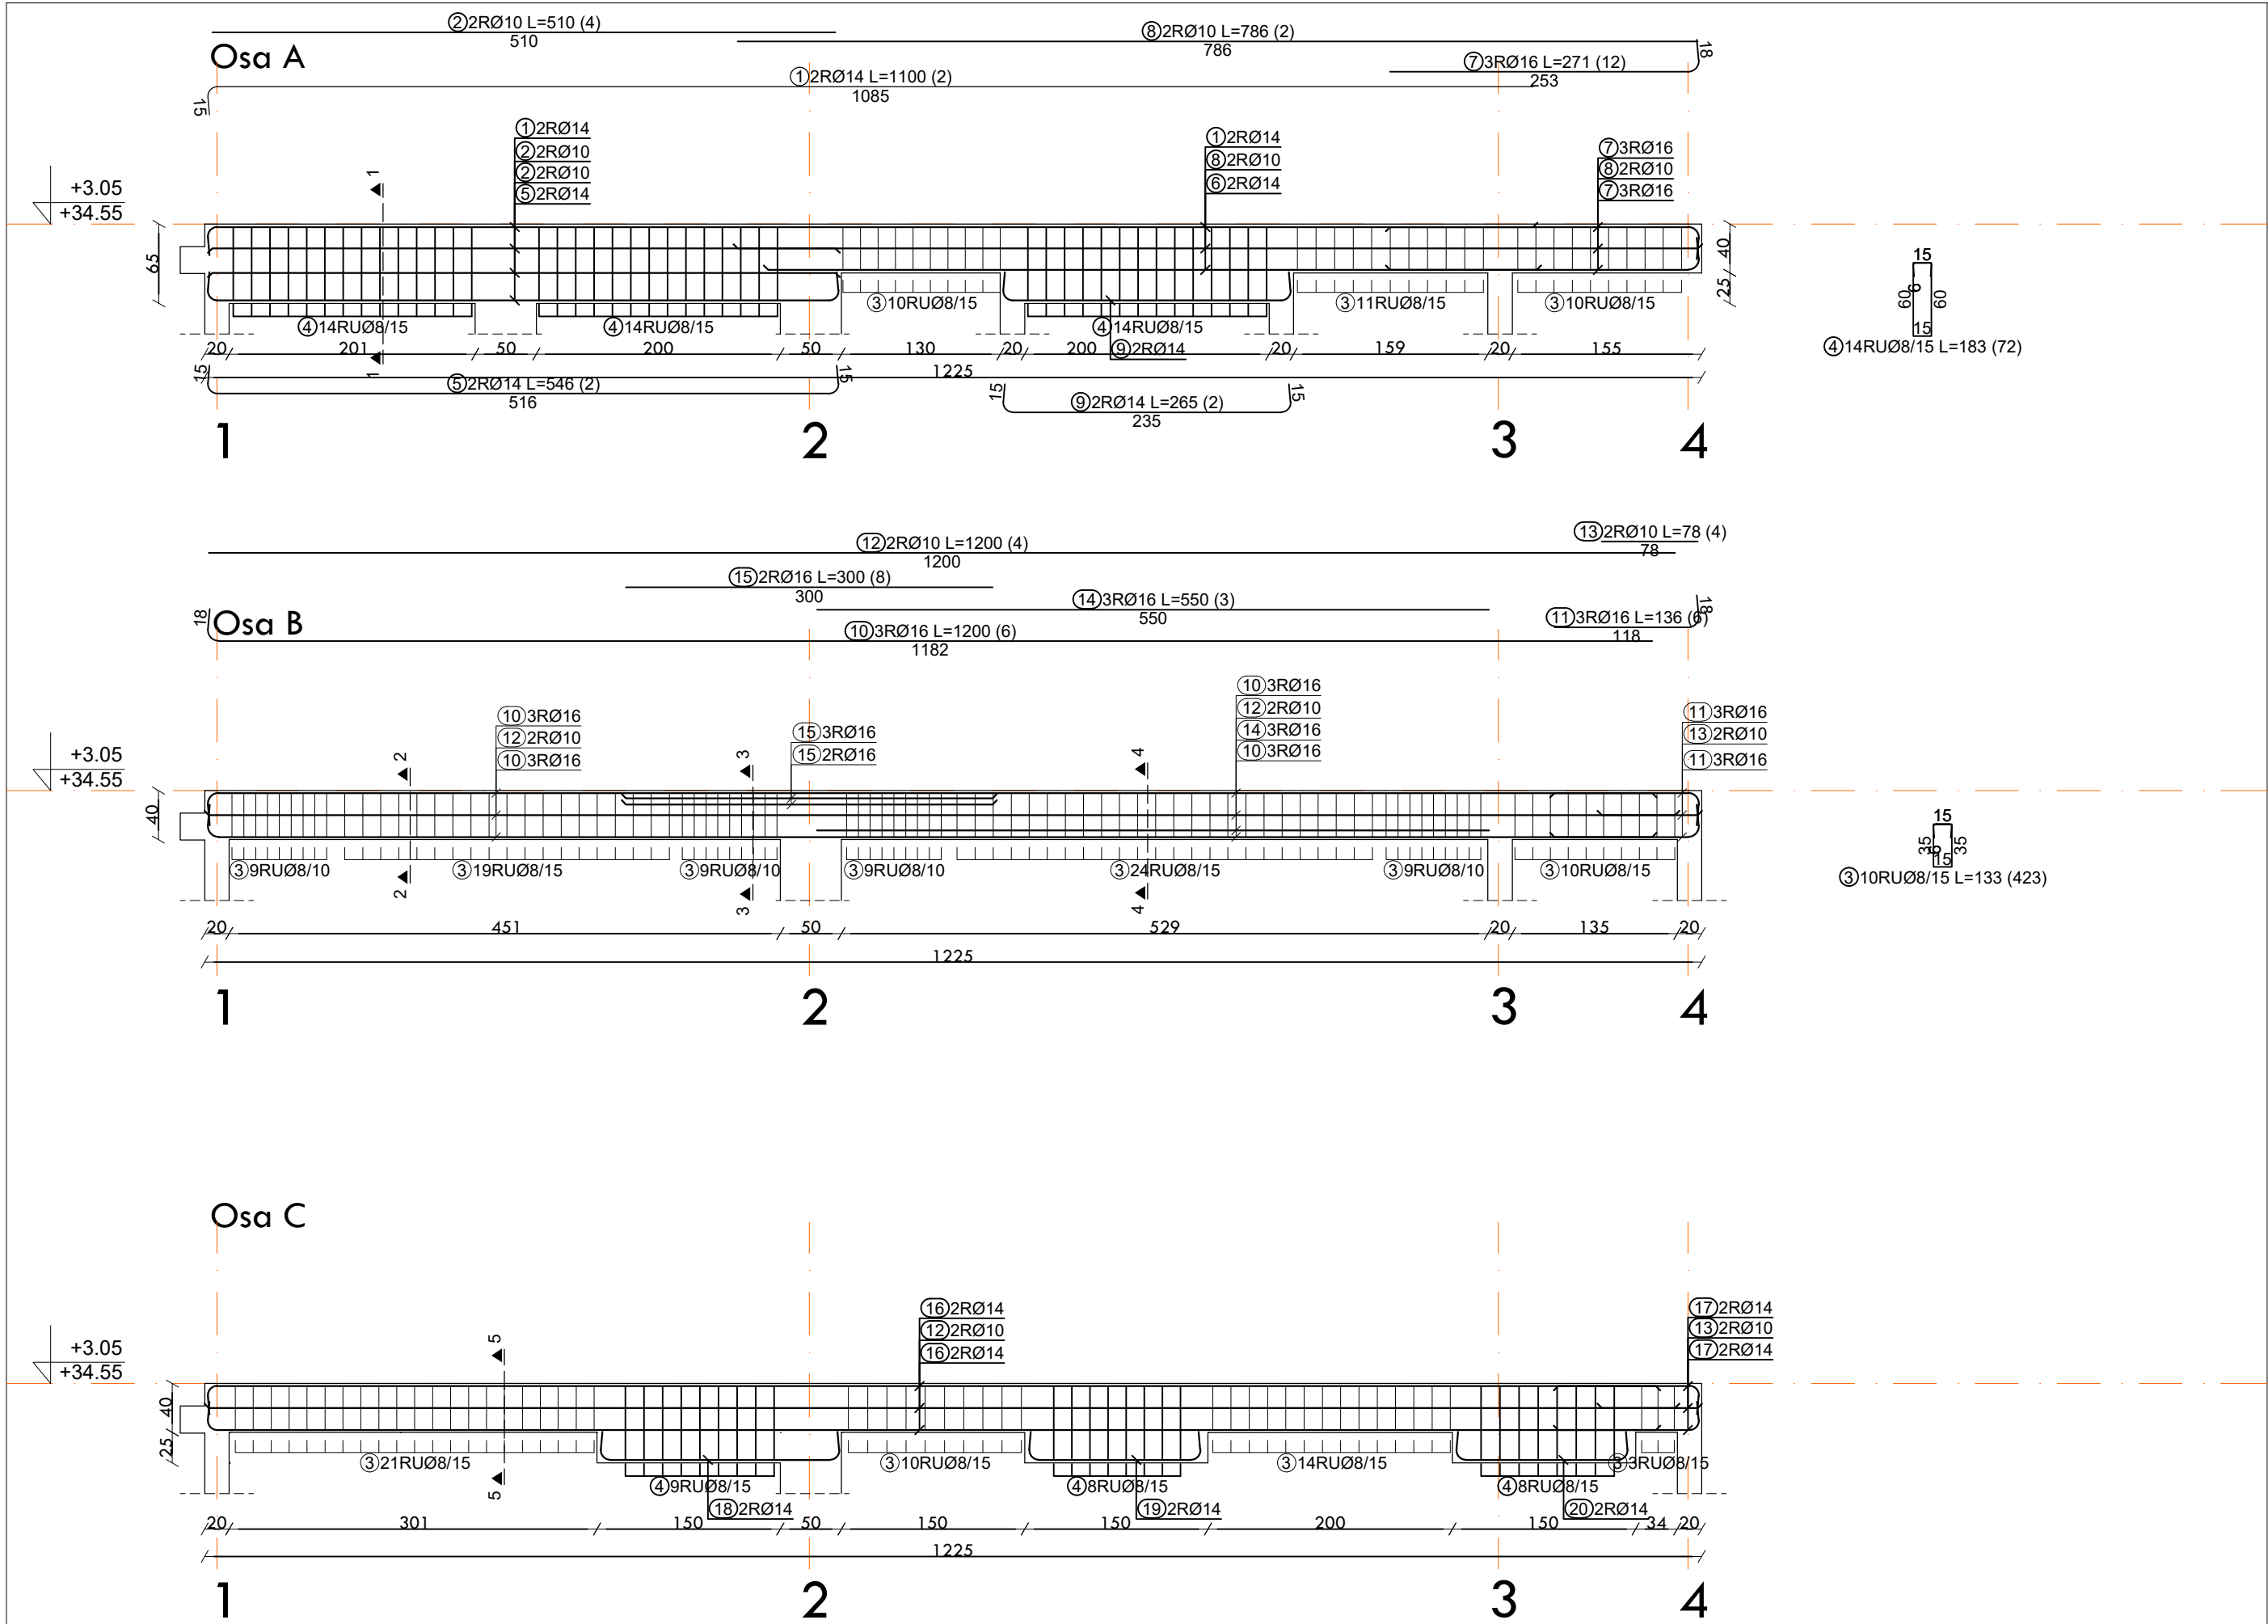 ②2RØ10 L=510 (4)
510
⑧2RØ10 L=786 (2)
786
18
Osa A
⑦3RØ16 L=271 (12)
253
①2RØ14 L=1100 (2)
1085
15
①2RØ14
②2RØ10
②2RØ10
⑤2RØ14
①2RØ14
⑧2RØ10
⑥2RØ14
⑦3RØ16
⑧2RØ10
⑦3RØ16
1
+3.05
+34.55
65
40
25
③10RUØ8/15
③11RUØ8/15
③10RUØ8/15
④14RUØ8/15
④14RUØ8/15
④14RUØ8/15
⑨2RØ14
20 201 50 200 50 130 20 200 20 159 20 155
1
1225
15
⑤2RØ14 L=546 (2)
516
15
15
⑨2RØ14 L=265 (2)
235
15
1 2 3 4
15
60 6 60
15
④14RUØ8/15 L=183 (72)
⑬2RØ10 L=78 (4)
78
⑫2RØ10 L=1200 (4)
1200
⑮2RØ16 L=300 (8)
300
⑭3RØ16 L=550 (3)
550
18
Osa B
⑪3RØ16 L=136 (6)
118
18
⑩3RØ16 L=1200 (6)
1182
⑩3RØ16
⑫2RØ10
⑩3RØ16
⑮3RØ16
⑮2RØ16
⑩3RØ16
⑫2RØ10
⑭3RØ16
⑩3RØ16
⑪3RØ16
⑬2RØ10
⑪3RØ16
2 3 4
+3.05
+34.55
40
③9RUØ8/10
③19RUØ8/15
③9RUØ8/10
③9RUØ8/10
③24RUØ8/15
③9RUØ8/10
③10RUØ8/15
2 3 4
20 451 50 529 20 135 20
1225
1 2 3 4
15
35 6 35
15
③10RUØ8/15 L=133 (423)
Osa C
⑯2RØ14
⑫2RØ10
⑯2RØ14
⑰2RØ14
⑬2RØ10
⑰2RØ14
5
+3.05
+34.55
40
25
③21RUØ8/15
③10RUØ8/15
③14RUØ8/15
③3RUØ8/15
④9RUØ8/15
④8RUØ8/15
④8RUØ8/15
5
⑱2RØ14
⑲2RØ14
⑳2RØ14
20 301 150 50 150 150 200 150 34 20
1225
1 2 3 4